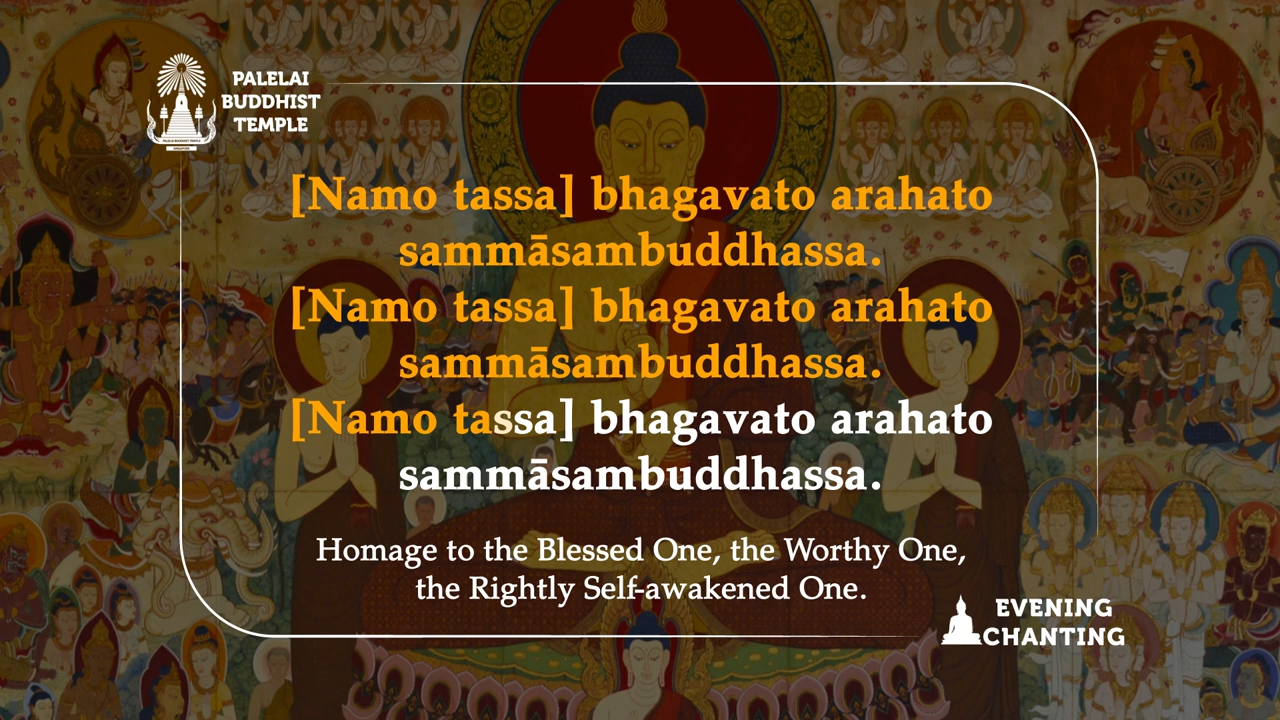 PALELAI
BUDDHIST
TEMPLE
[Namo tassa] bhagavato arahato
sammāsambuddhassa.
[Namo tassa] bhagavato arahato
sammāsambuddhassa.
[Namo tassa] bhagavato arahato
sammāsambuddhassa.
Homage to the Blessed One, the Worthy One,
the Rightly Self-awakened One.
EVENING
CHANTING